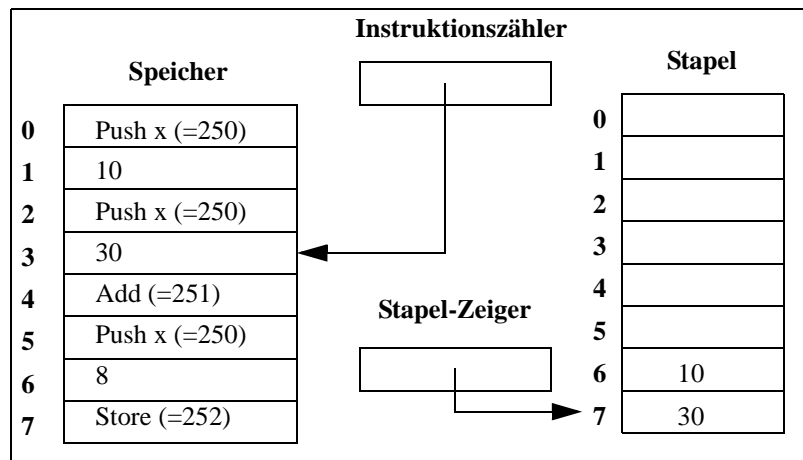 Instruktionszähler
Speicher
Stapel
0 Push x (=250)
1 10
2 Push x (=250)
3 30
4 Add (=251)
5 Push x (=250)
6 8
7 Store (=252)
Stapel-Zeiger
0
1
2
3
4
5
6 10
7 30